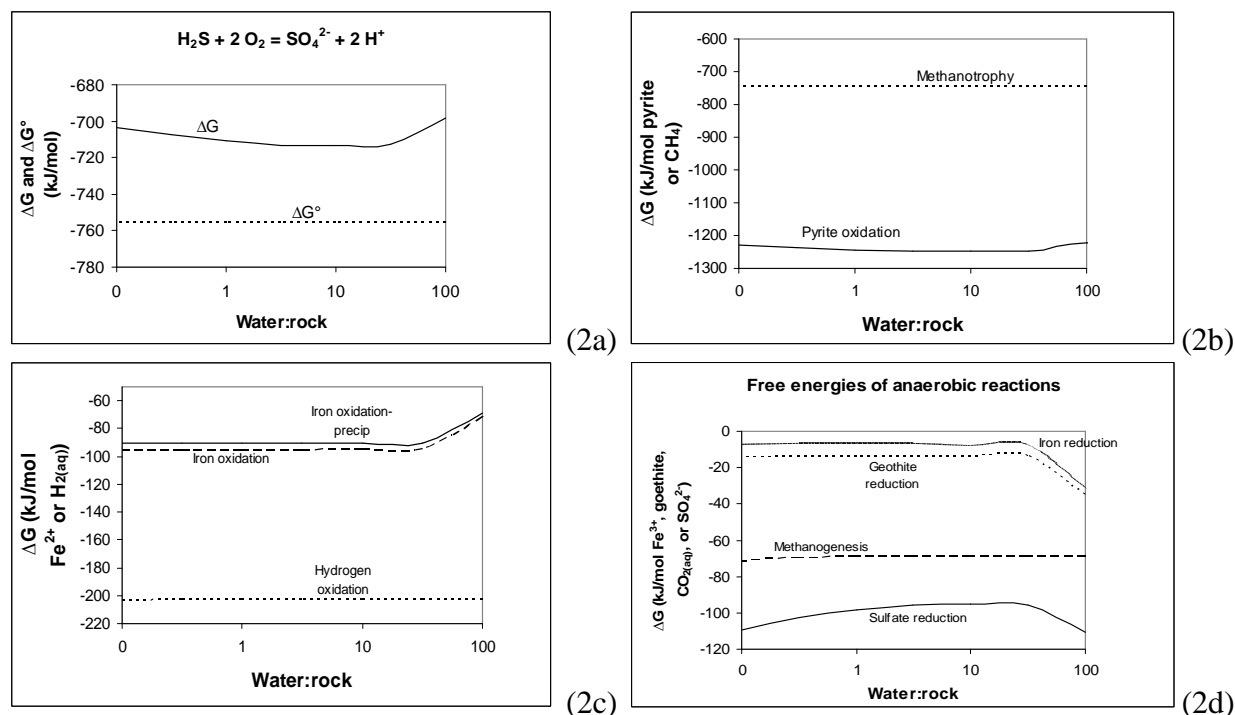 H₂S + 2 O₂ = SO₄²⁻ + 2 H⁺
ΔG and ΔG°
(kJ/mol)
-680
-700
-720
-740
-760
-780
ΔG
ΔG°
0 1 10 100
Water:rock
(2a)
ΔG (kJ/mol pyrite
or CH₄)
-600
-700
-800
-900
-1000
-1100
-1200
-1300
Methanotrophy
Pyrite oxidation
0 1 10 100
Water:rock
(2b)
ΔG (kJ/mol
Fe²⁺ or H₂₍aq₎)
-60
-80
-100
-120
-140
-160
-180
-200
-220
Iron oxidation-
precip
Iron oxidation
Hydrogen
oxidation
0 1 10 100
Water:rock
(2c)
Free energies of anaerobic reactions
ΔG (kJ/mol Fe³⁺, goethite,
CO₂₍aq₎, or SO₄²⁻)
0
-20
-40
-60
-80
-100
-120
Iron reduction
Geothite
reduction
Methanogenesis
Sulfate reduction
0 1 10 100
Water:rock
(2d)